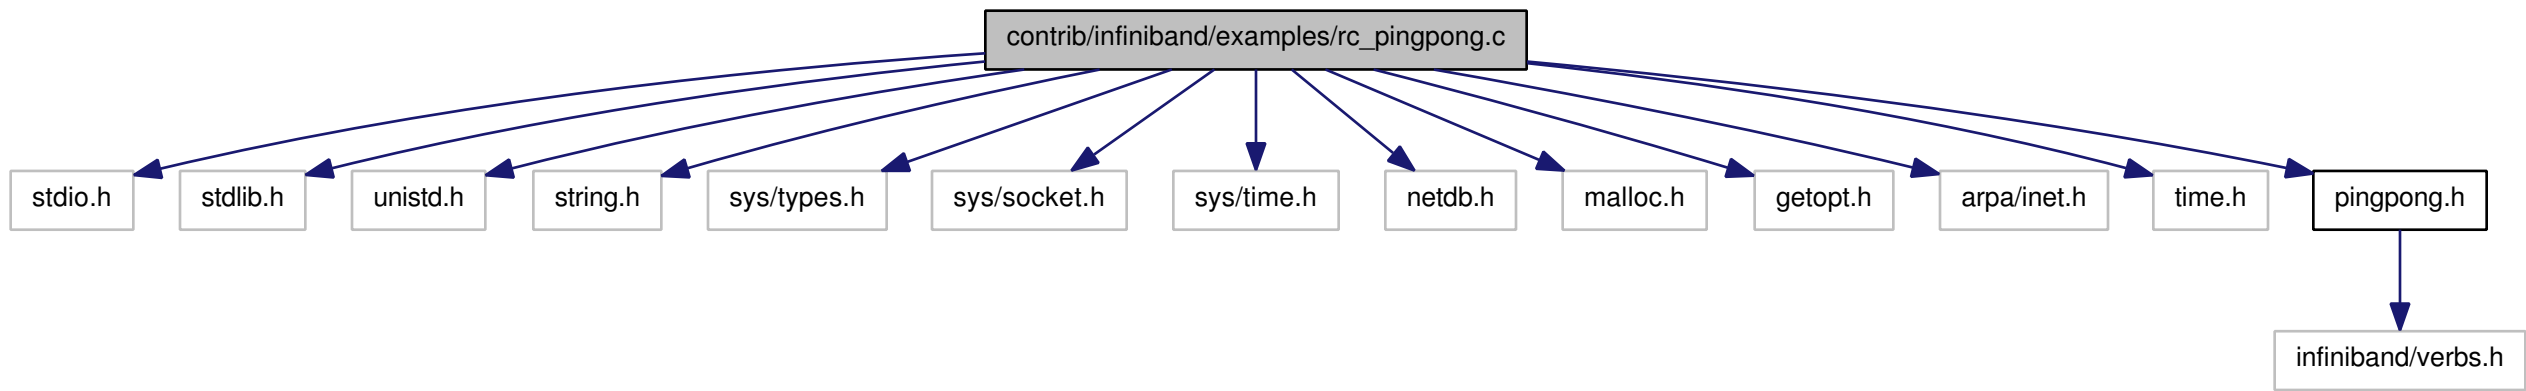 contrib/infiniband/examples/rc_pingpong.c
stdio.h
stdlib.h
unistd.h
string.h
sys/types.h
sys/socket.h
sys/time.h
netdb.h
malloc.h
getopt.h
arpa/inet.h
time.h
pingpong.h
infiniband/verbs.h